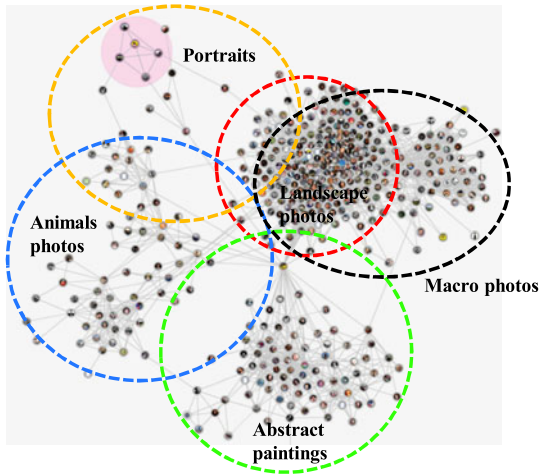 Portraits
Landscape
photos
Animals
photos
Macro photos
Abstract
paintings